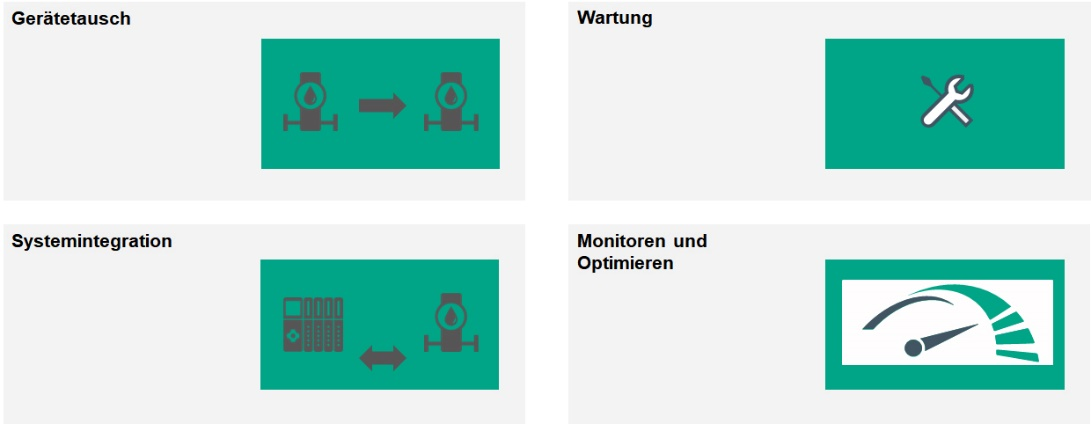 Gerätetausch
Wartung
Systemintegration
Monitoren und
Optimieren